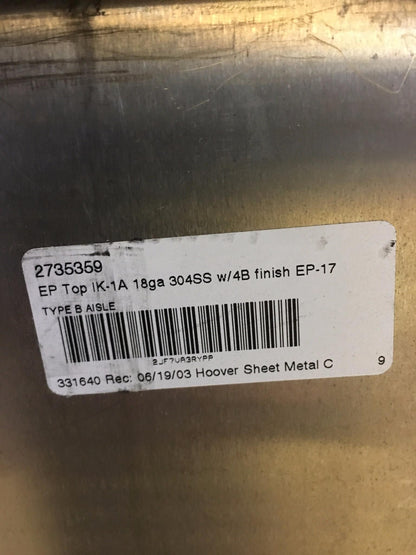 2735359
EP Top IK-1A 18ga 304SS w/4B finish EP-17
TYPE B AISLE
2JF7UA3RYPP
331640 Rec: 06/19/03 Hoover Sheet Metal C 9